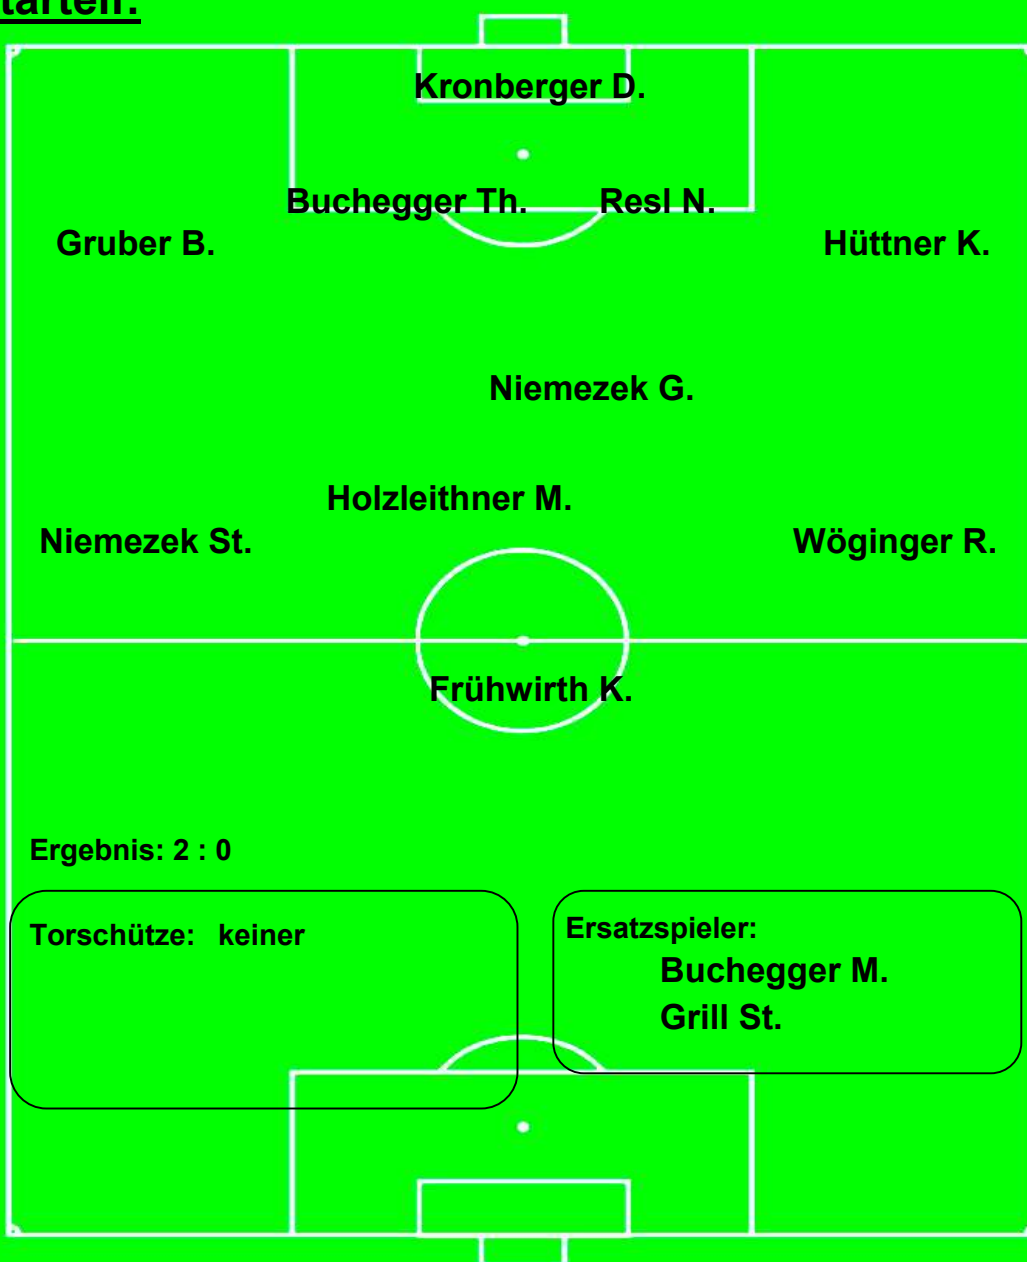 Kronberger D.
Buchegger Th. Resl N.
Gruber B. Hüttner K.
Niemezek G.
Holzleithner M.
Niemezek St. Wöginger R.
Frühwirth K.
Ergebnis: 2 : 0
Torschütze: keiner
Ersatzspieler:
Buchegger M.
Grill St.